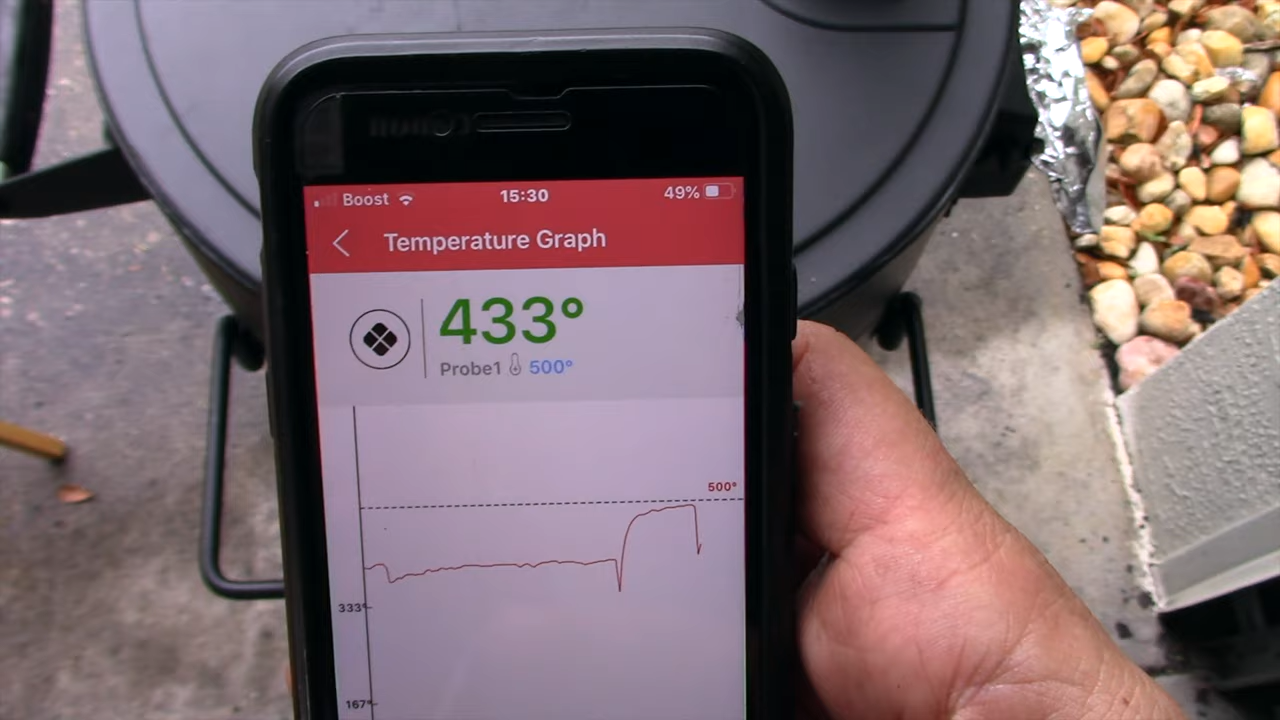 Boost 15:30 49%
Temperature Graph
433°
Probe1 500°
500°
333°
167°